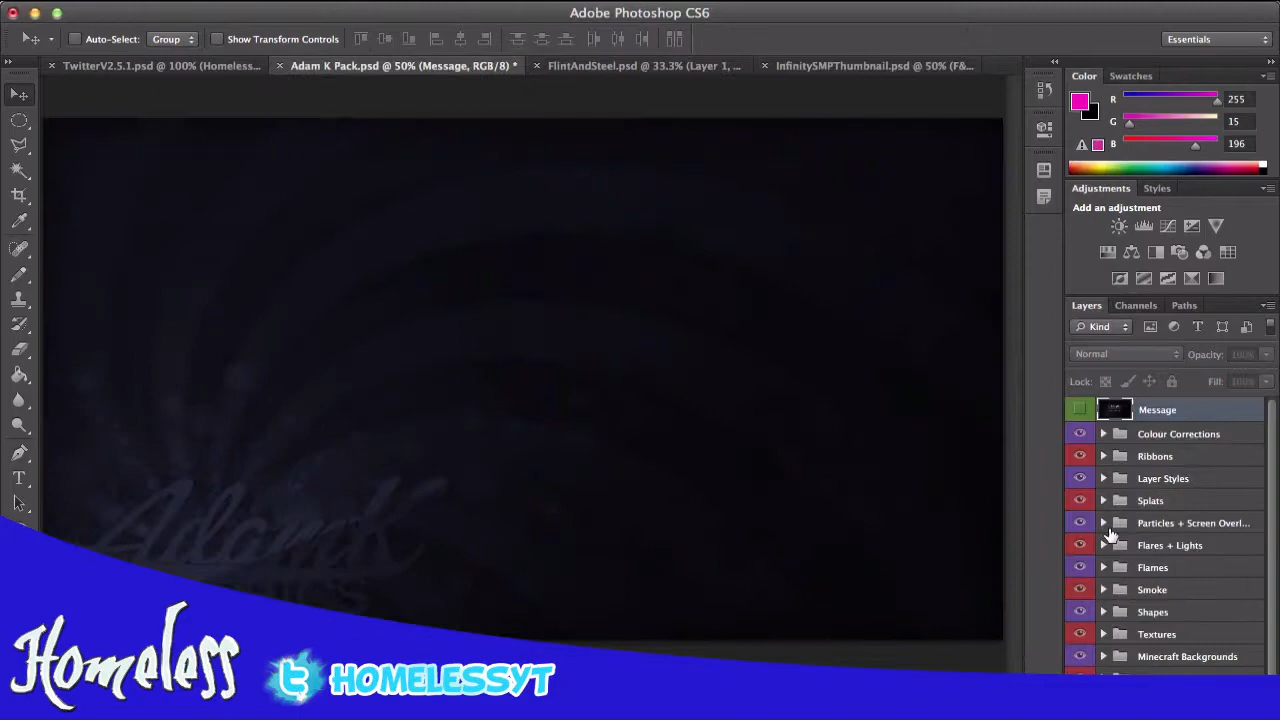 Adobe Photoshop CS6
Auto-Select: Group Show Transform Controls Essentials
TwitterV2.5.1.psd @ 100% (Homeless... Adam K Pack.psd @ 50% (Message, RGB/8) * FlintAndSteel.psd @ 33.3% (Layer 1, ... InfinitySMPThumbnail.psd @ 50% (F&...
Color Swatches
R 255
G 15
B 196
Adjustments Styles
Add an adjustment
Layers Channels Paths
Kind
Normal Opacity: 100%
Lock: Fill: 100%
Message
Colour Corrections
Ribbons
Layer Styles
Splats
Particles + Screen Overl...
Flares + Lights
Flames
Smoke
Shapes
Textures
Minecraft Backgrounds
AdamK
Homeless
HOMELESSYT